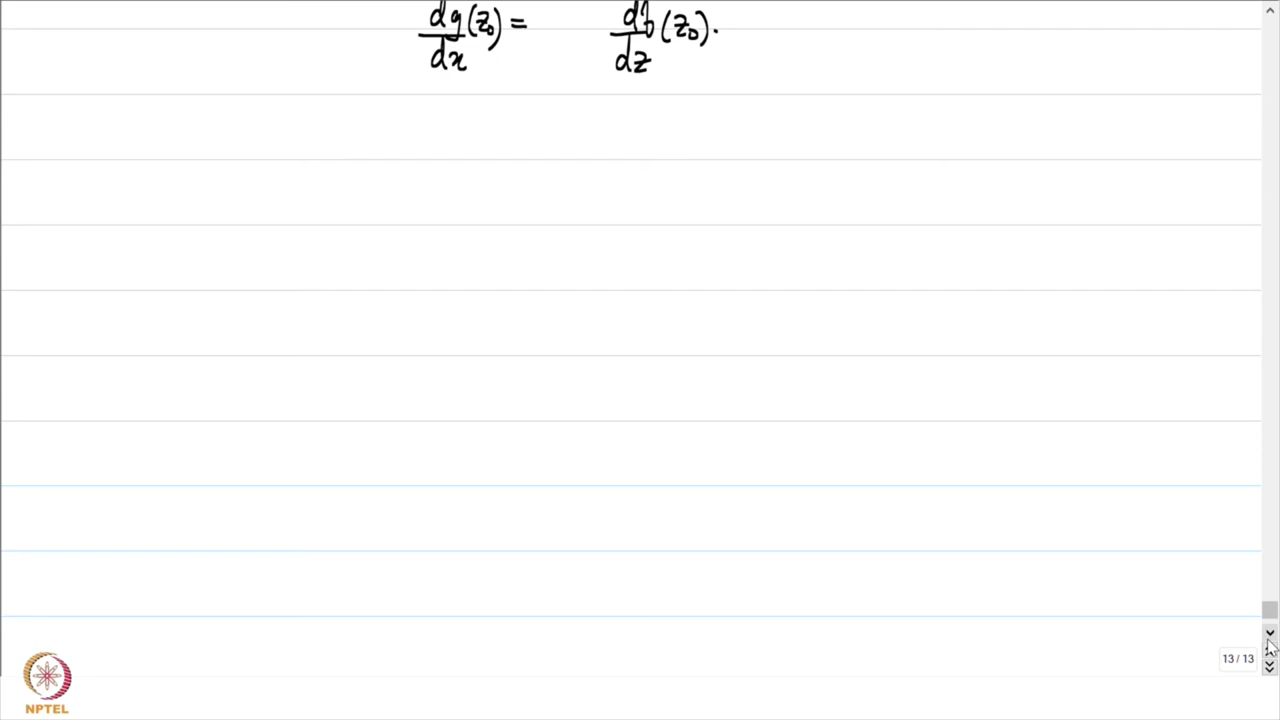 dg/dx (z₀) = df/dz (z₀).
13 / 13
NPTEL